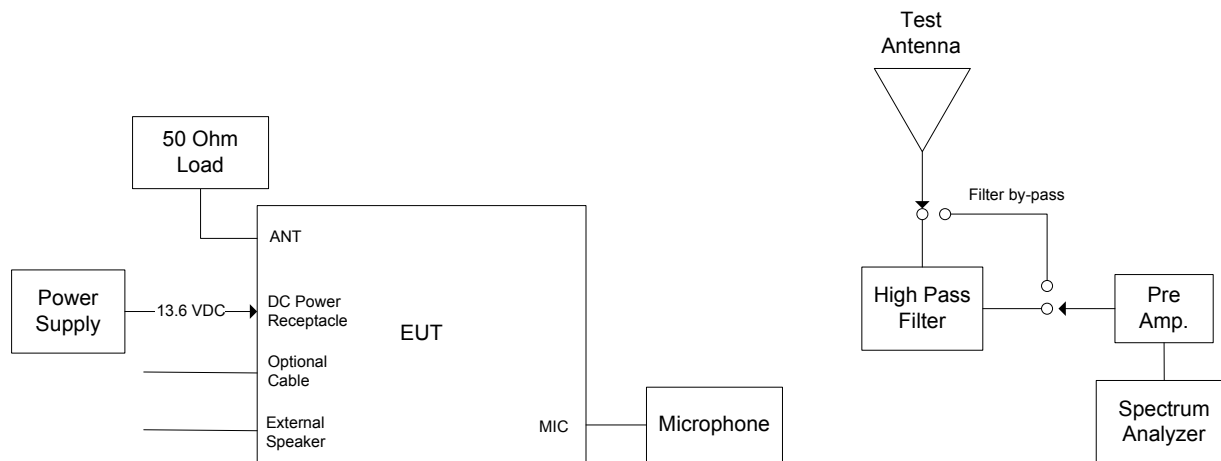 Test
Antenna
50 Ohm
Load
Filter by-pass
ANT
Power
Supply
13.6 VDC
DC Power
Receptacle
EUT
High Pass
Filter
Pre
Amp.
Optional
Cable
External
Speaker
MIC
Microphone
Spectrum
Analyzer